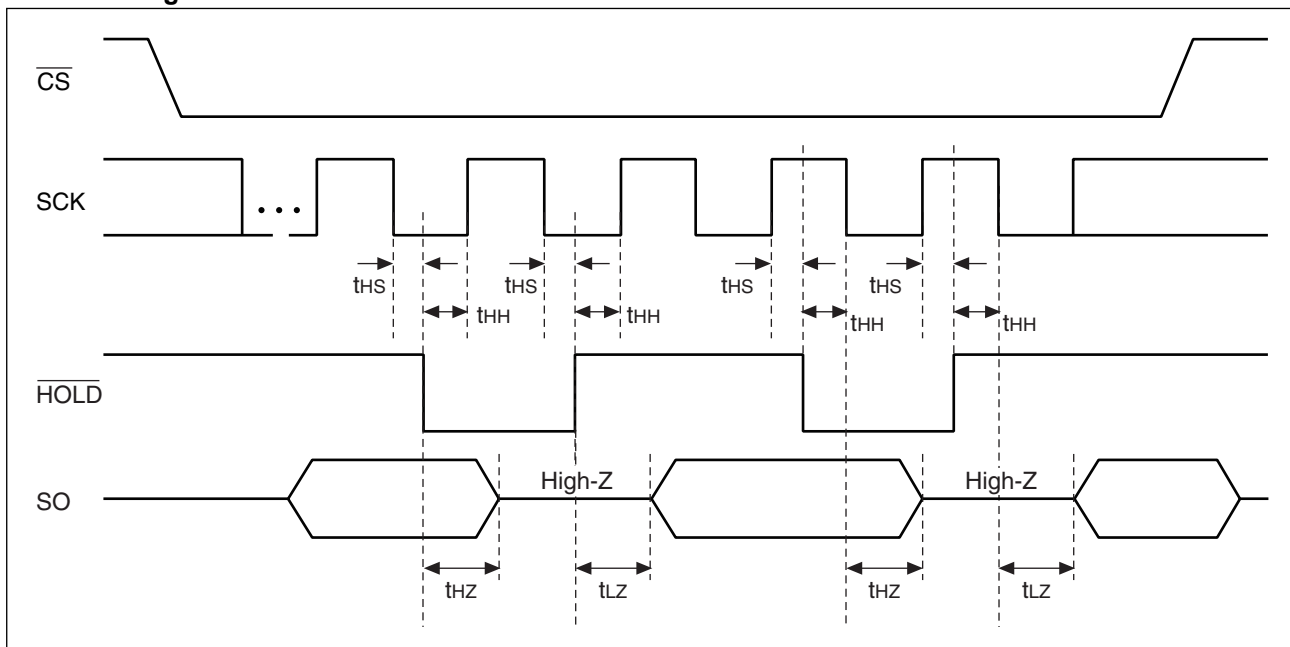 CS
SCK
• • •
tHS
tHS
tHS
tHS
tHH
tHH
tHH
tHH
HOLD
High-Z
High-Z
SO
tHZ
tLZ
tHZ
tLZ